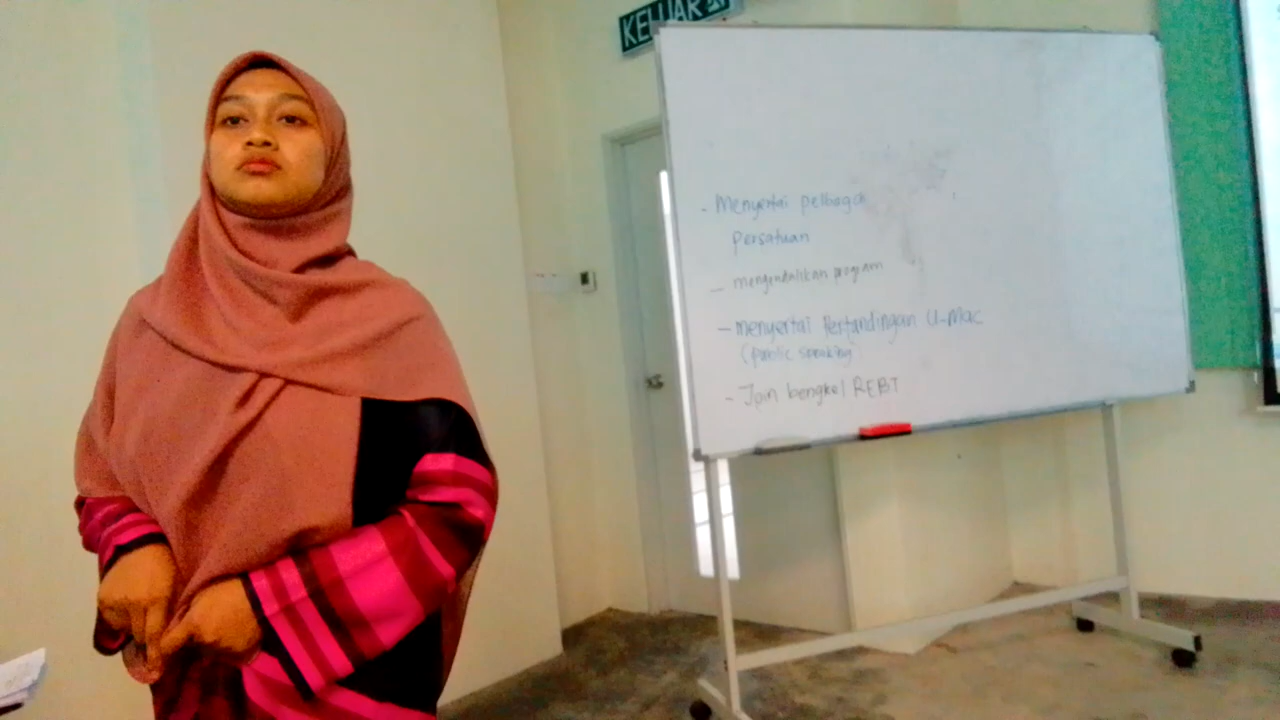 KELUAR
- Menyertai pelbagai
persatuan
- mengendalikan program
- menyertai Pertandingan U-Mac
(public speaking)
- Join bengkel REBT